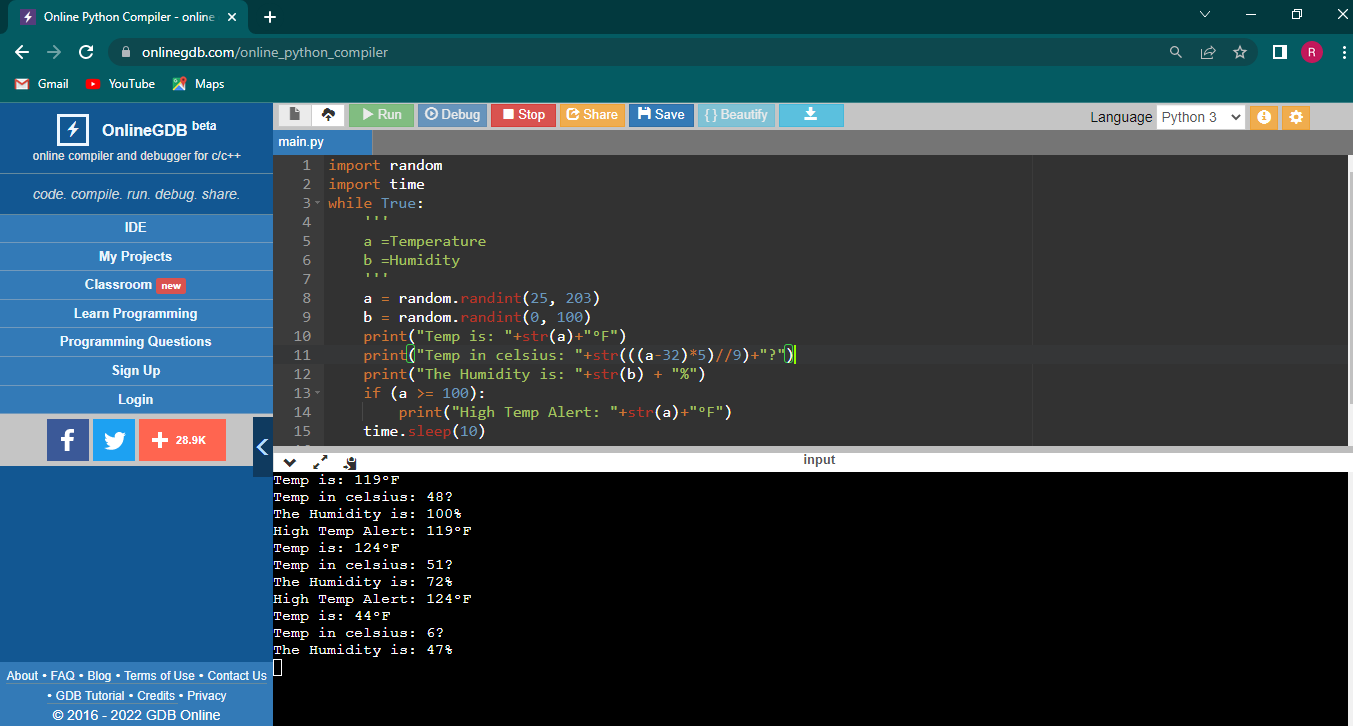 Online Python Compiler - online
onlinegdb.com/online_python_compiler
R
Gmail YouTube Maps
OnlineGDB beta
online compiler and debugger for c/c++
code. compile. run. debug. share.
IDE
My Projects
Classroom new
Learn Programming
Programming Questions
Sign Up
Login
f + 28.9K
About • FAQ • Blog • Terms of Use • Contact Us
• GDB Tutorial • Credits • Privacy
© 2016 - 2022 GDB Online
Run Debug Stop Share Save { } Beautify Language Python 3
main.py
1 import random
2 import time
3 while True:
4 '''
5 a =Temperature
6 b =Humidity
7 '''
8 a = random.randint(25, 203)
9 b = random.randint(0, 100)
10 print("Temp is: "+str(a)+"°F")
11 print("Temp in celsius: "+str(((a-32)*5)//9)+"?")
12 print("The Humidity is: "+str(b) + "%")
13 if (a >= 100):
14 print("High Temp Alert: "+str(a)+"°F")
15 time.sleep(10)
input
Temp is: 119°F
Temp in celsius: 48?
The Humidity is: 100%
High Temp Alert: 119°F
Temp is: 124°F
Temp in celsius: 51?
The Humidity is: 72%
High Temp Alert: 124°F
Temp is: 44°F
Temp in celsius: 6?
The Humidity is: 47%